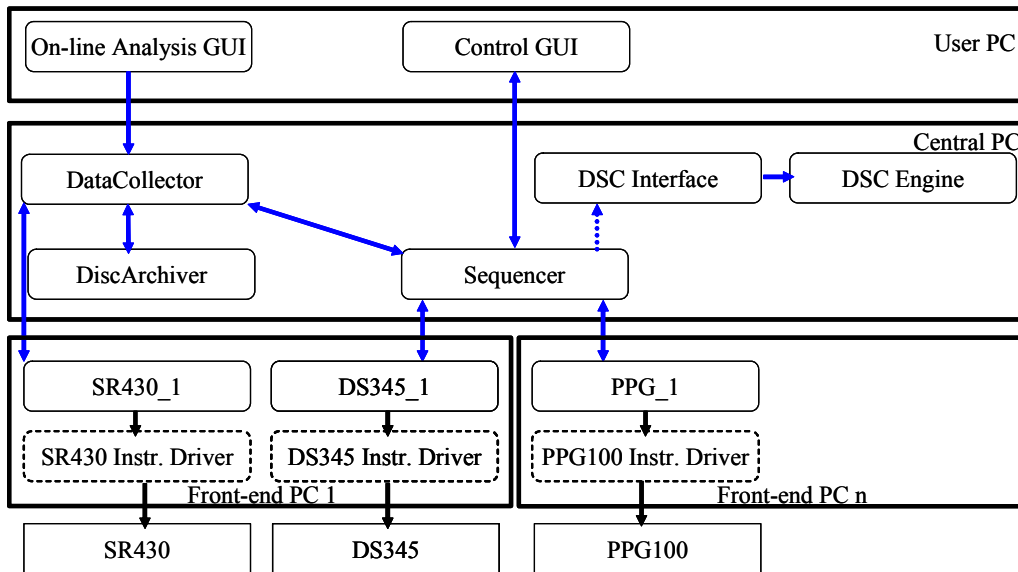 On-line Analysis GUI
Control GUI
User PC
Central PC
DataCollector
DSC Interface
DSC Engine
DiscArchiver
Sequencer
SR430_1
DS345_1
PPG_1
SR430 Instr. Driver
DS345 Instr. Driver
PPG100 Instr. Driver
Front-end PC 1
Front-end PC n
SR430
DS345
PPG100